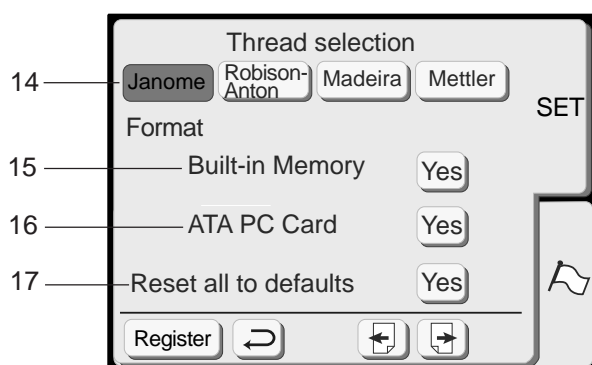 Thread selection
14 Janome Robison-Anton Madeira Mettler
SET
Format
15 Built-in Memory Yes
16 ATA PC Card Yes
17 Reset all to defaults Yes
Register